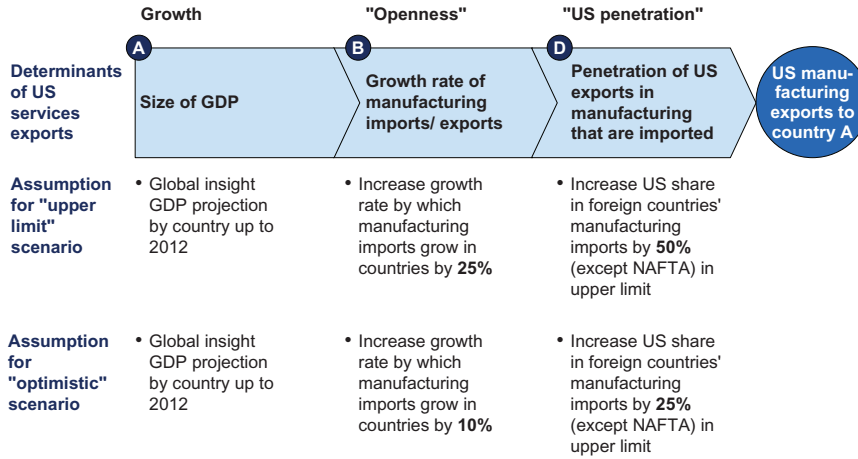 Growth
"Openness"
"US penetration"
A
B
D
Determinants
of US
services
exports
Size of GDP
Growth rate of
manufacturing
imports/ exports
Penetration of US
exports in
manufacturing
that are imported
US manu-
facturing
exports to
country A
Assumption
for "upper
limit"
scenario
• Global insight
GDP projection
by country up to
2012
• Increase growth
rate by which
manufacturing
imports grow in
countries by 25%
• Increase US share
in foreign countries'
manufacturing
imports by 50%
(except NAFTA) in
upper limit
Assumption
for
"optimistic"
scenario
• Global insight
GDP projection
by country up to
2012
• Increase growth
rate by which
manufacturing
imports grow in
countries by 10%
• Increase US share
in foreign countries'
manufacturing
imports by 25%
(except NAFTA) in
upper limit